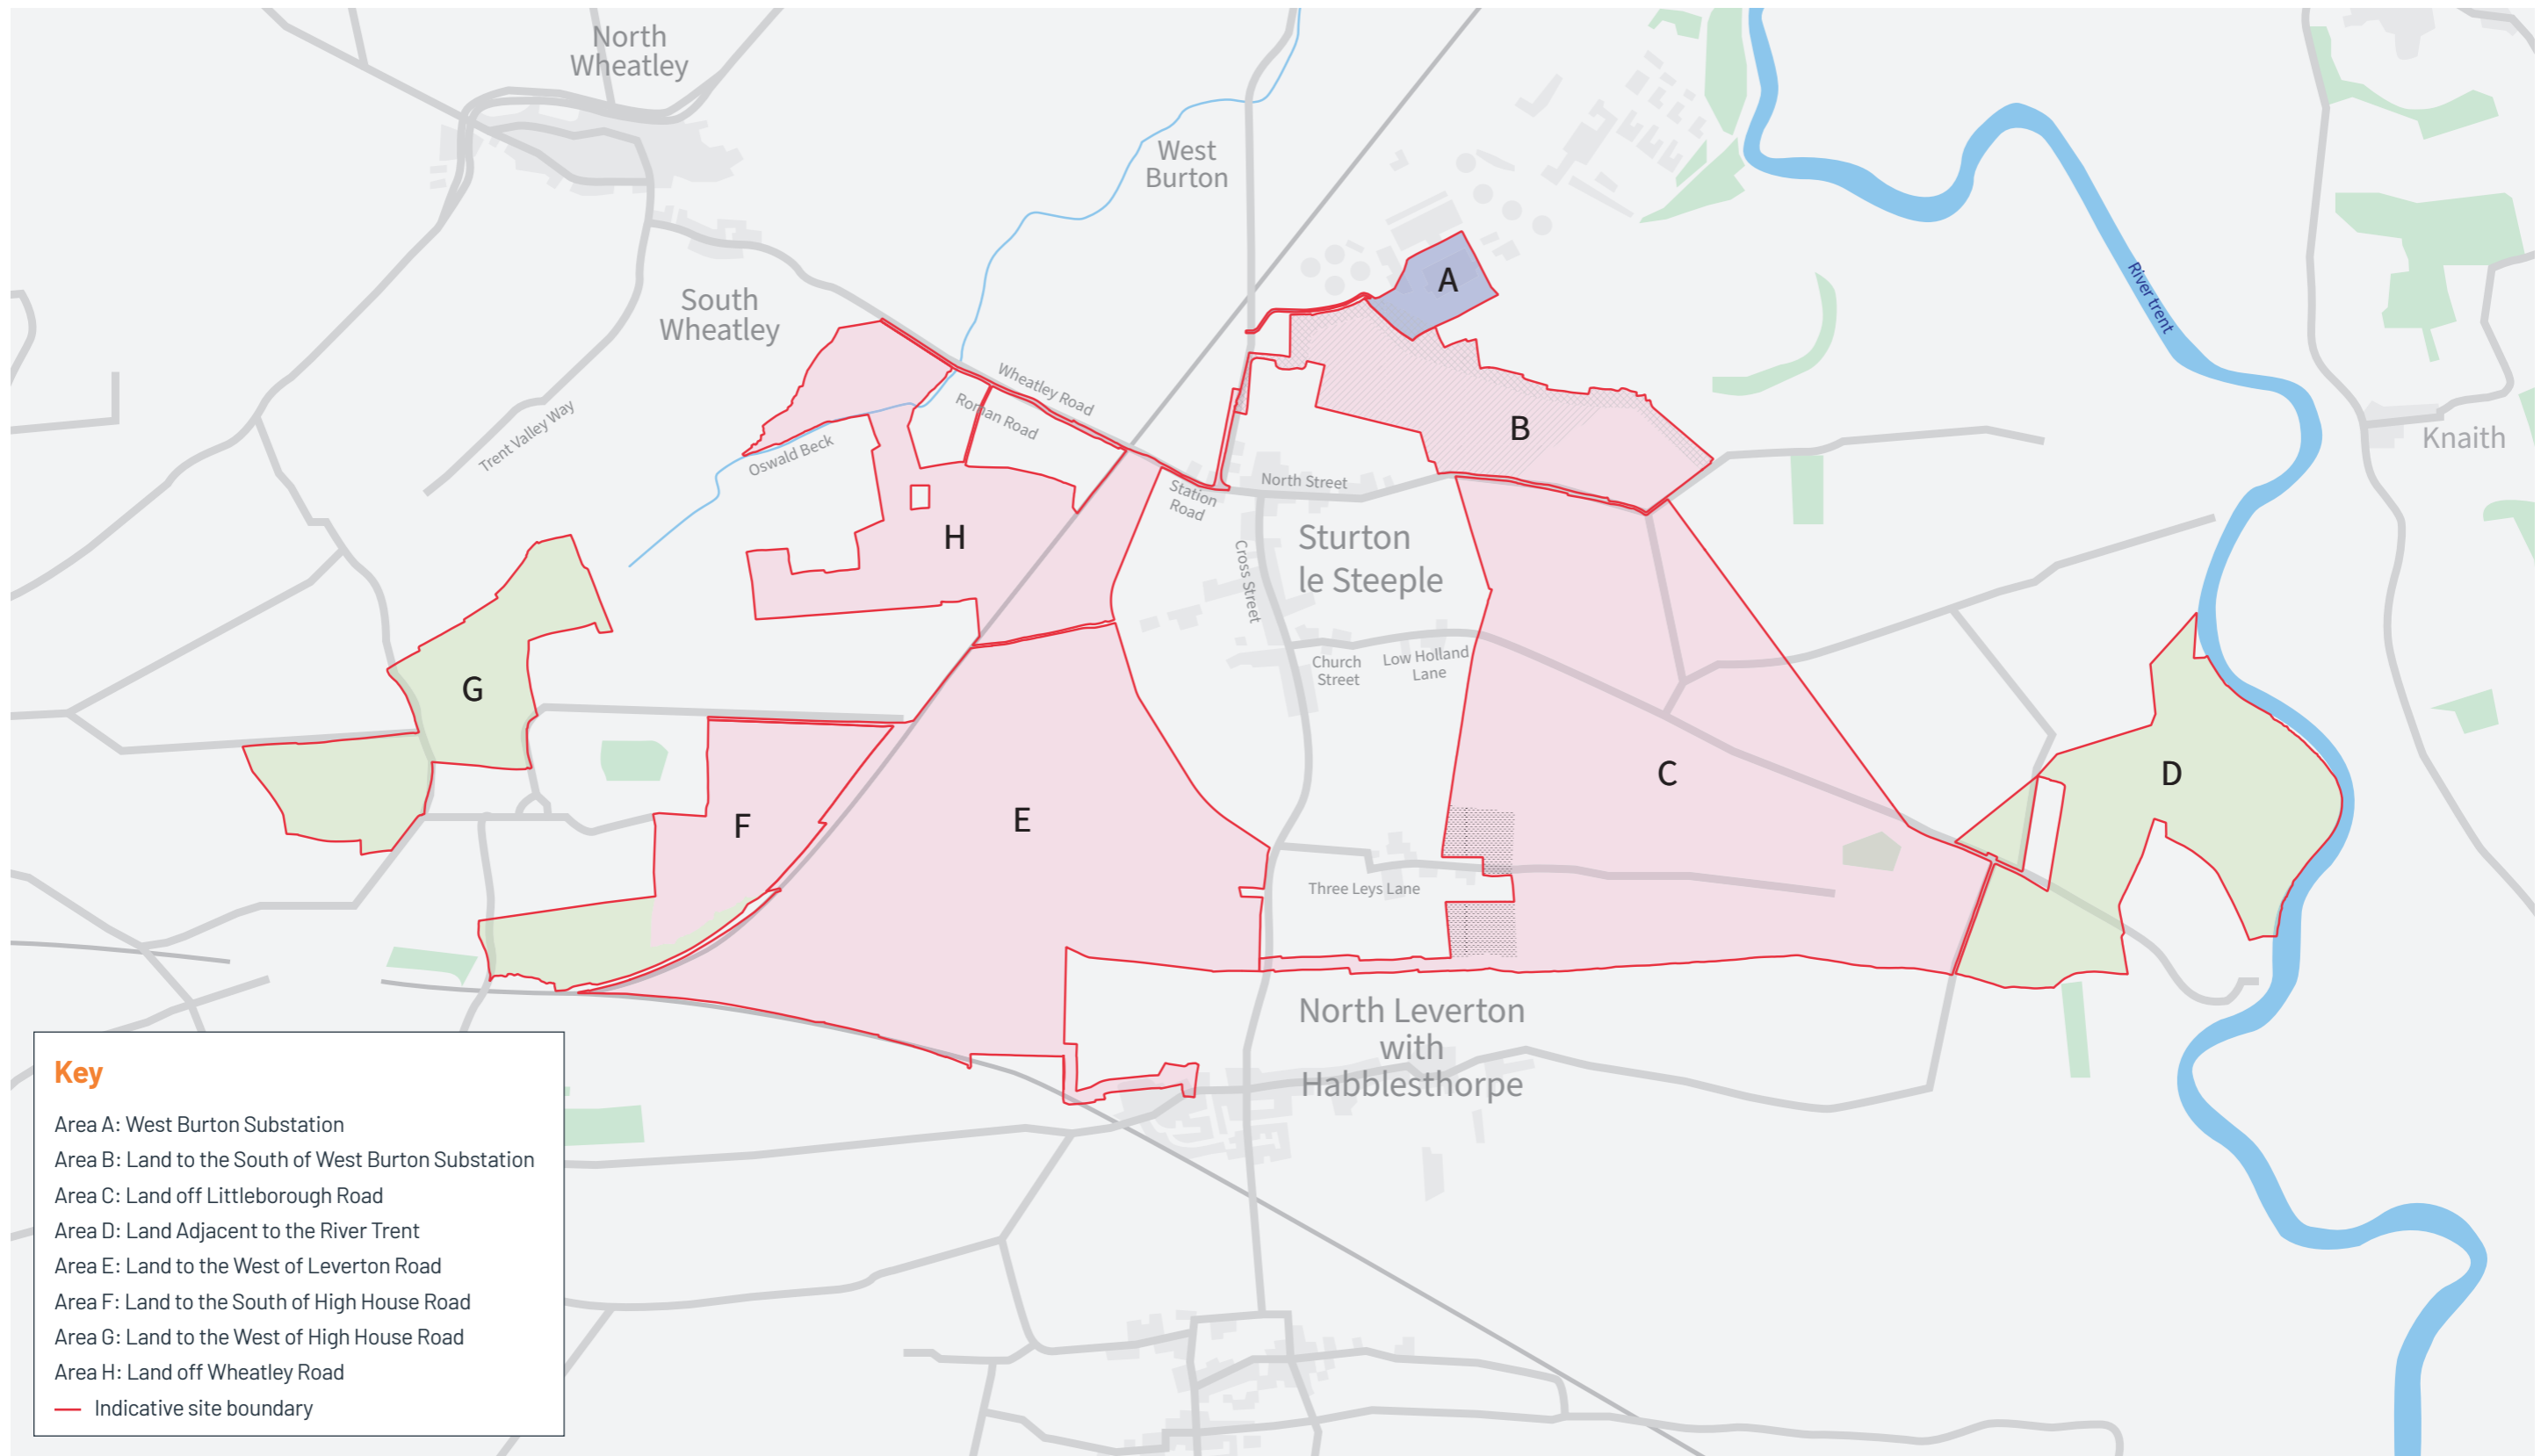 North
Wheatley
West
Burton
South
Wheatley
A
River trent
Wheatley Road
Roman Road
Trent Valley Way
Oswald Beck
B
Knaith
North Street
Station
Road
H
Sturton
le Steeple
Cross Street
Church
Street
Low Holland
Lane
G
C
D
F
E
Three Leys Lane
North Leverton
with
Habblesthorpe
Key
Area A: West Burton Substation
Area B: Land to the South of West Burton Substation
Area C: Land off Littleborough Road
Area D: Land Adjacent to the River Trent
Area E: Land to the West of Leverton Road
Area F: Land to the South of High House Road
Area G: Land to the West of High House Road
Area H: Land off Wheatley Road
Indicative site boundary